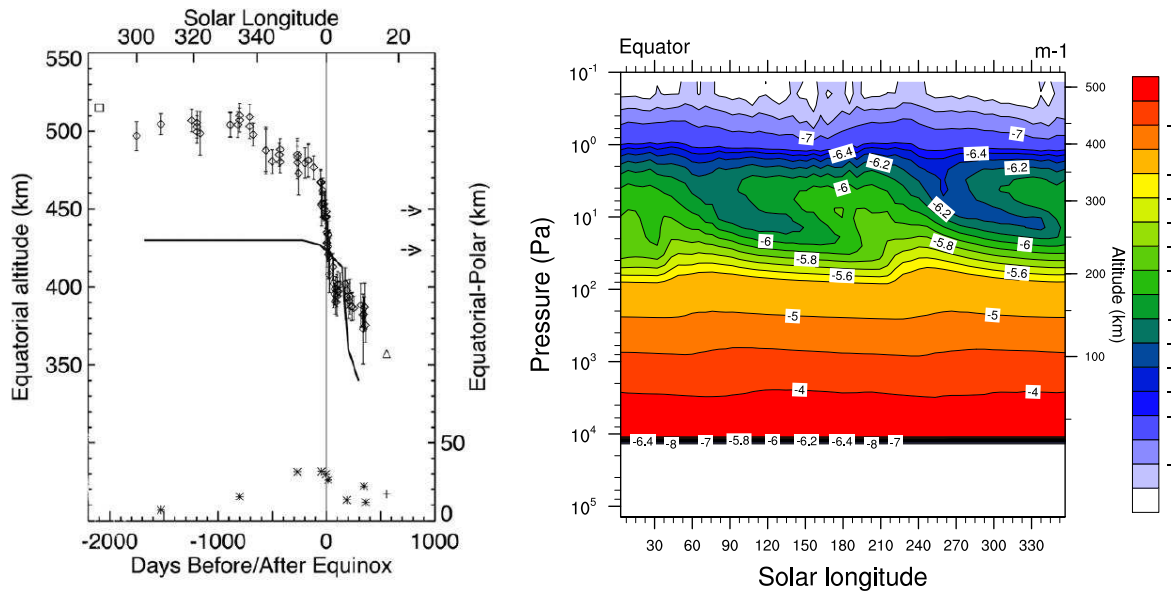 Solar Longitude
300 320 340 0 20
550
500
450
400
350
50
0
Equatorial altitude (km)
Equatorial-Polar (km)
-2000 -1000 0 1000
Days Before/After Equinox
Equator m-1
10-1
100
101
102
103
104
105
Pressure (Pa)
500
400
300
200
100
Altitude (km)
-7 -7
-6.4 -6.4
-6.2 -6.2
-6 -6.2
-6 -6
-5.8 -5.8
-5.6 -5.6
-5 -5
-4 -4
-6.4 -8 -7 -5.8 -6 -6.2 -6.4 -8 -7
30 60 90 120 150 180 210 240 270 300 330
Solar longitude